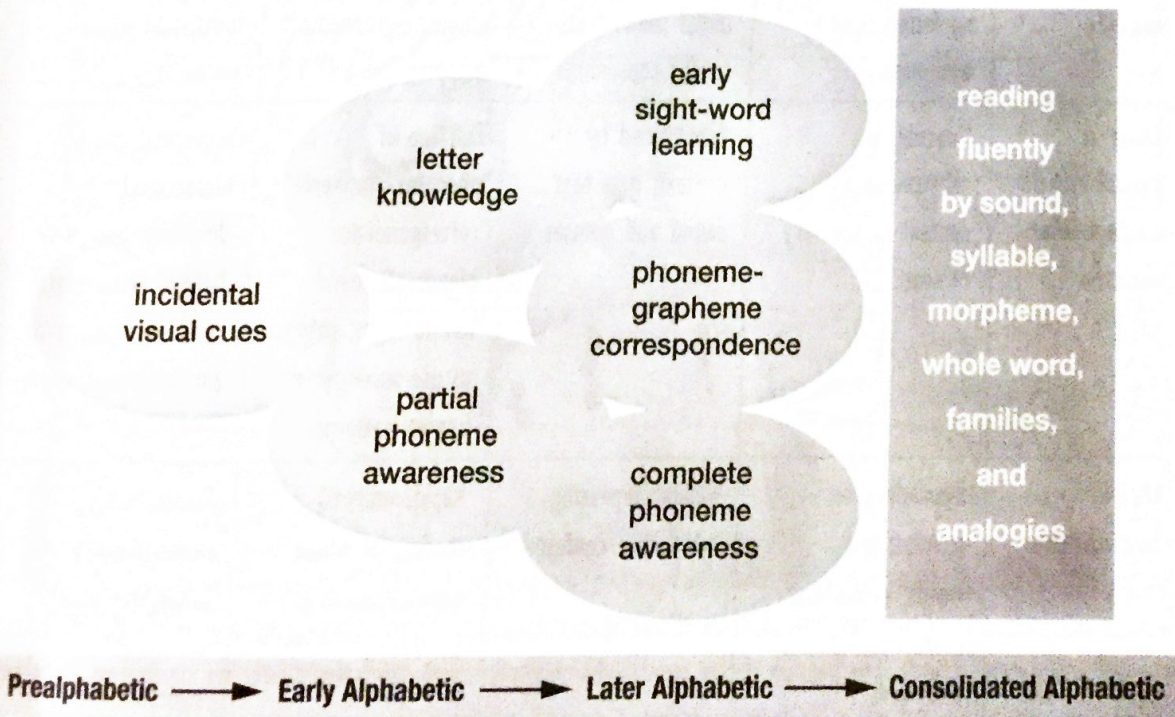 incidental
visual cues
letter
knowledge
partial
phoneme
awareness
early
sight-word
learning
phoneme-
grapheme
correspondence
complete
phoneme
awareness
reading
fluently
by sound,
syllable,
morpheme,
whole word,
families,
and
analogies
Prealphabetic → Early Alphabetic → Later Alphabetic → Consolidated Alphabetic